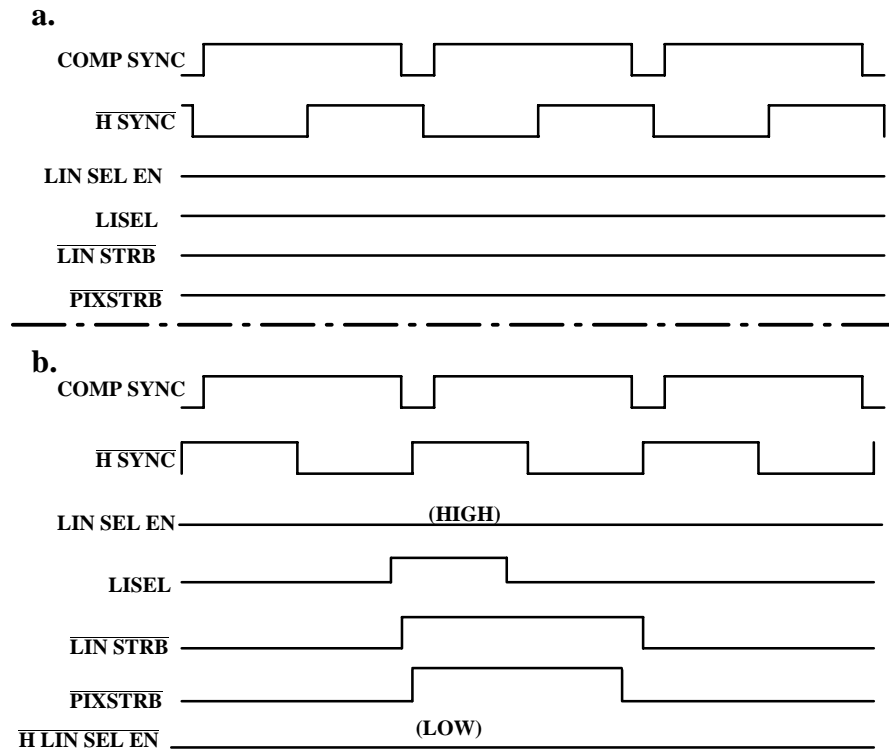 a.
COMP SYNC
H SYNC
LIN SEL EN
LISEL
LIN STRB
PIXSTRB
b.
COMP SYNC
H SYNC
LIN SEL EN
(HIGH)
LISEL
LIN STRB
PIXSTRB
(LOW)
H LIN SEL EN